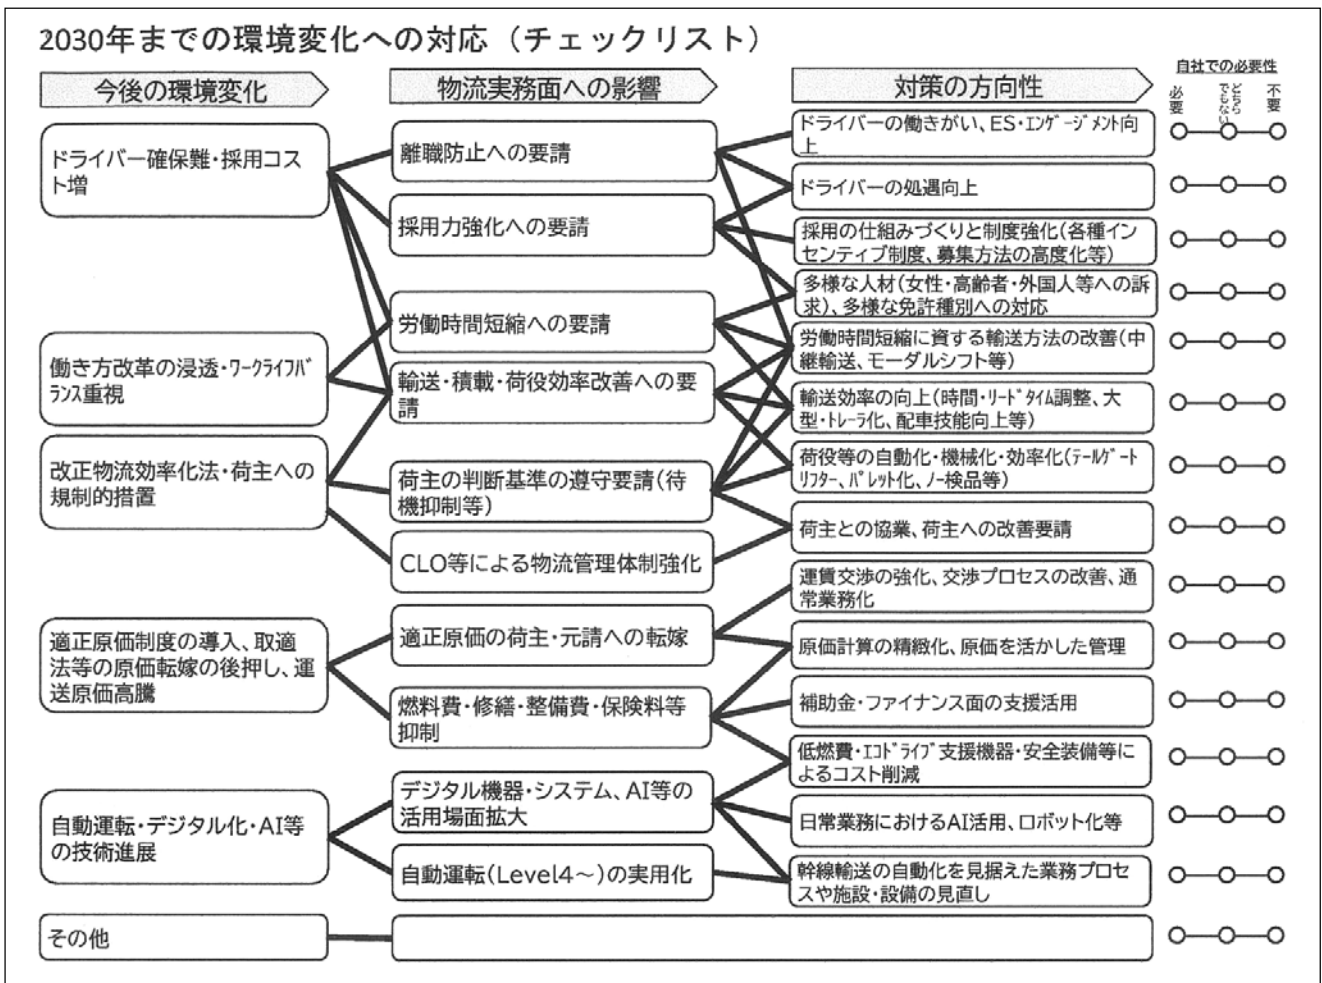 2030年までの環境変化への対応（チェックリスト）
今後の環境変化
物流実務面への影響
対策の方向性
自社での必要性
必要
どちら
でもない
不要
ドライバー確保難・採用コス
ト増
働き方改革の浸透・ワークライフバ
ランス重視
改正物流効率化法・荷主への
規制的措置
適正原価制度の導入、取適
法等の原価転嫁の後押し、運
送原価高騰
自動運転・デジタル化・AI等
の技術進展
その他
離職防止への要請
採用力強化への要請
労働時間短縮への要請
輸送・積載・荷役効率改善への要
請
荷主の判断基準の遵守要請(待
機抑制等)
CLO等による物流管理体制強化
適正原価の荷主・元請への転嫁
燃料費・修繕・整備費・保険料等
抑制
デジタル機器・システム、AI等の
活用場面拡大
自動運転(Level4～)の実用化
ドライバーの働きがい、ES・エンゲージメント向
上
ドライバーの処遇向上
採用の仕組みづくりと制度強化(各種イン
センティブ制度、募集方法の高度化等)
多様な人材(女性・高齢者・外国人等への訴
求)、多様な免許種別への対応
労働時間短縮に資する輸送方法の改善(中
継輸送、モーダルシフト等)
輸送効率の向上(時間・リードタイム調整、大
型・トレーラ化、配車技能向上等)
荷役等の自動化・機械化・効率化(テールゲート
リフター、パレット化、ノー検品等)
荷主との協業、荷主への改善要請
運賃交渉の強化、交渉プロセスの改善、通
常業務化
原価計算の精緻化、原価を活かした管理
補助金・ファイナンス面の支援活用
低燃費・エコドライブ支援機器・安全装備等に
よるコスト削減
日常業務におけるAI活用、ロボット化等
幹線輸送の自動化を見据えた業務プロセ
スや施設・設備の見直し